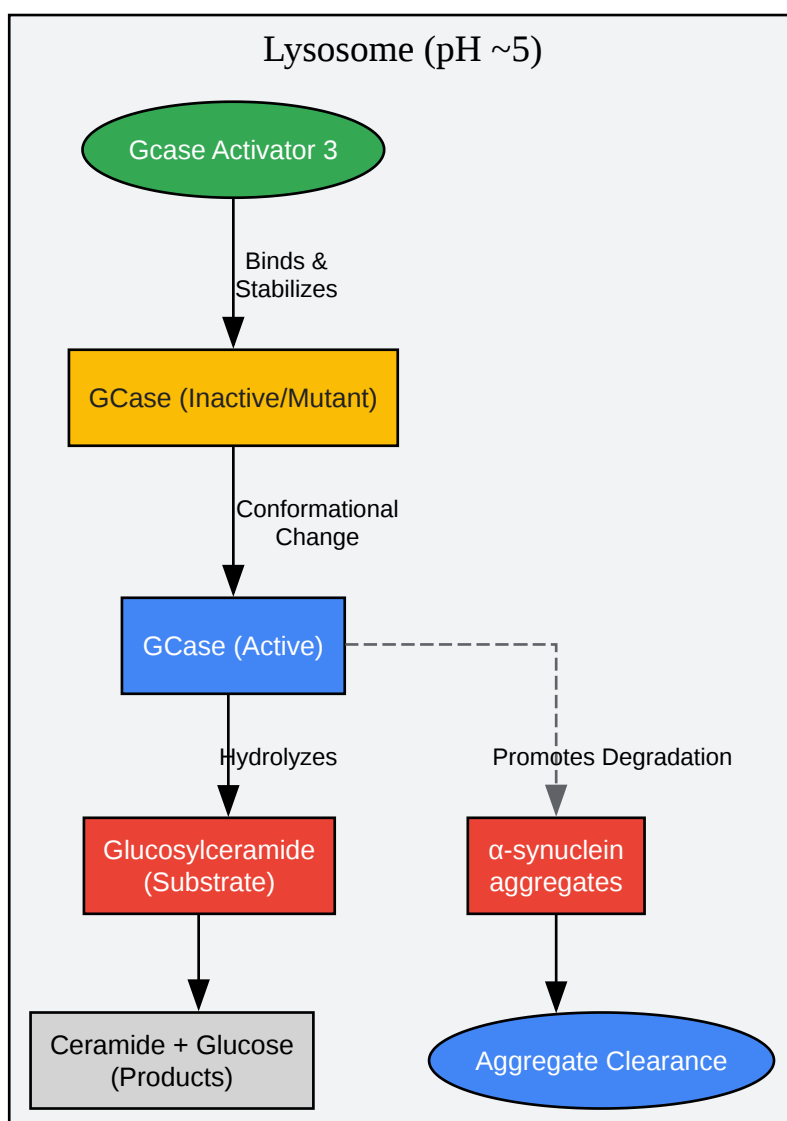 Lysosome (pH ~5)
Gcase Activator 3
Binds &
Stabilizes
GCase (Inactive/Mutant)
Conformational
Change
GCase (Active)
Hydrolyzes
Promotes Degradation
Glucosylceramide
(Substrate)
α-synuclein
aggregates
Ceramide + Glucose
(Products)
Aggregate Clearance